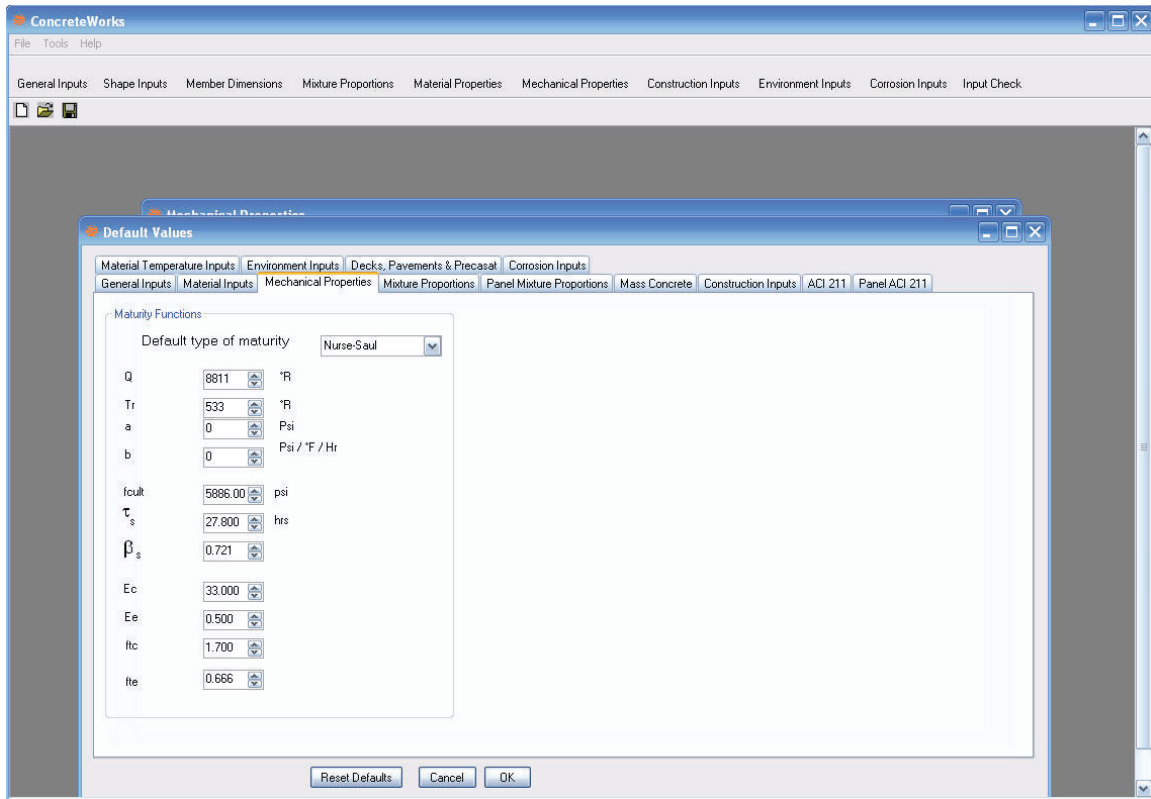 ConcreteWorks
File Tools Help
General Inputs Shape Inputs Member Dimensions Mixture Proportions Material Properties Mechanical Properties Construction Inputs Environment Inputs Corrosion Inputs Input Check
Mechanical Properties
Default Values
Material Temperature Inputs Environment Inputs Decks, Pavements & Precasat Corrosion Inputs
General Inputs Material Inputs Mechanical Properties Mixture Proportions Panel Mixture Proportions Mass Concrete Construction Inputs ACI 211 Panel ACI 211
Maturity Functions
Default type of maturity Nurse-Saul
Q 8811 °R
Tr 533 °R
a 0 Psi
b 0 Psi / °F / Hr
fcult 5886.00 psi
τs 27.800 hrs
βs 0.721
Ec 33.000
Ee 0.500
ftc 1.700
fte 0.666
Reset Defaults Cancel OK